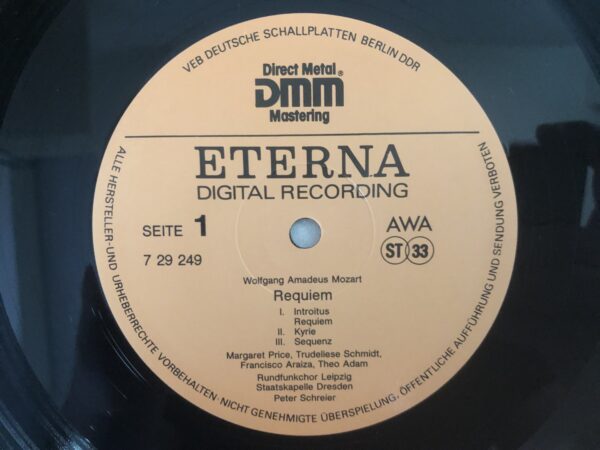 VEB DEUTSCHE SCHALLPLATTEN BERLIN DDR
Direct Metal®
DMM
Mastering
ETERNA
DIGITAL RECORDING
SEITE 1
AWA
7 29 249
ST 33
Wolfgang Amadeus Mozart
Requiem
I. Introitus
Requiem
II. Kyrie
III. Sequenz
Margaret Price, Trudeliese Schmidt,
Francisco Araiza, Theo Adam
Rundfunkchor Leipzig
Staatskapelle Dresden
Peter Schreier
ALLE HERSTELLER- UND URHEBERRECHTE VORBEHALTEN · NICHT GENEHMIGTE ÜBERSPIELUNG, ÖFFENTLICHE AUFFÜHRUNG UND SENDUNG VERBOTEN